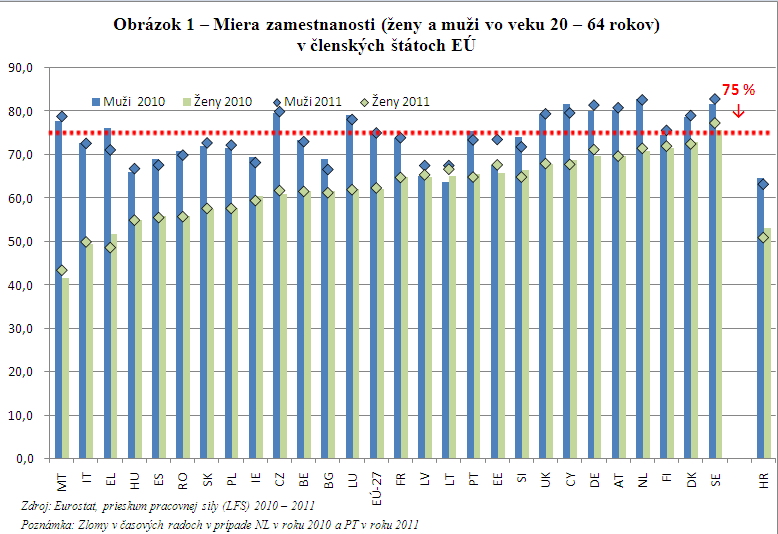 Obrázok 1 – Miera zamestnanosti (ženy a muži vo veku 20 – 64 rokov)
v členských štátoch EÚ
90,0
80,0
70,0
60,0
50,0
40,0
30,0
20,0
10,0
0,0
Muži 2010
Ženy 2010
Muži 2011
Ženy 2011
75 %
MT
IT
EL
HU
ES
RO
SK
PL
IE
CZ
BE
BG
LU
EÚ-27
FR
LV
LT
PT
EE
SI
UK
CY
DE
AT
NL
FI
DK
SE
HR
Zdroj: Eurostat, prieskum pracovnej sily (LFS) 2010 – 2011
Poznámka: Zlomy v časových radoch v prípade NL v roku 2010 a PT v roku 2011